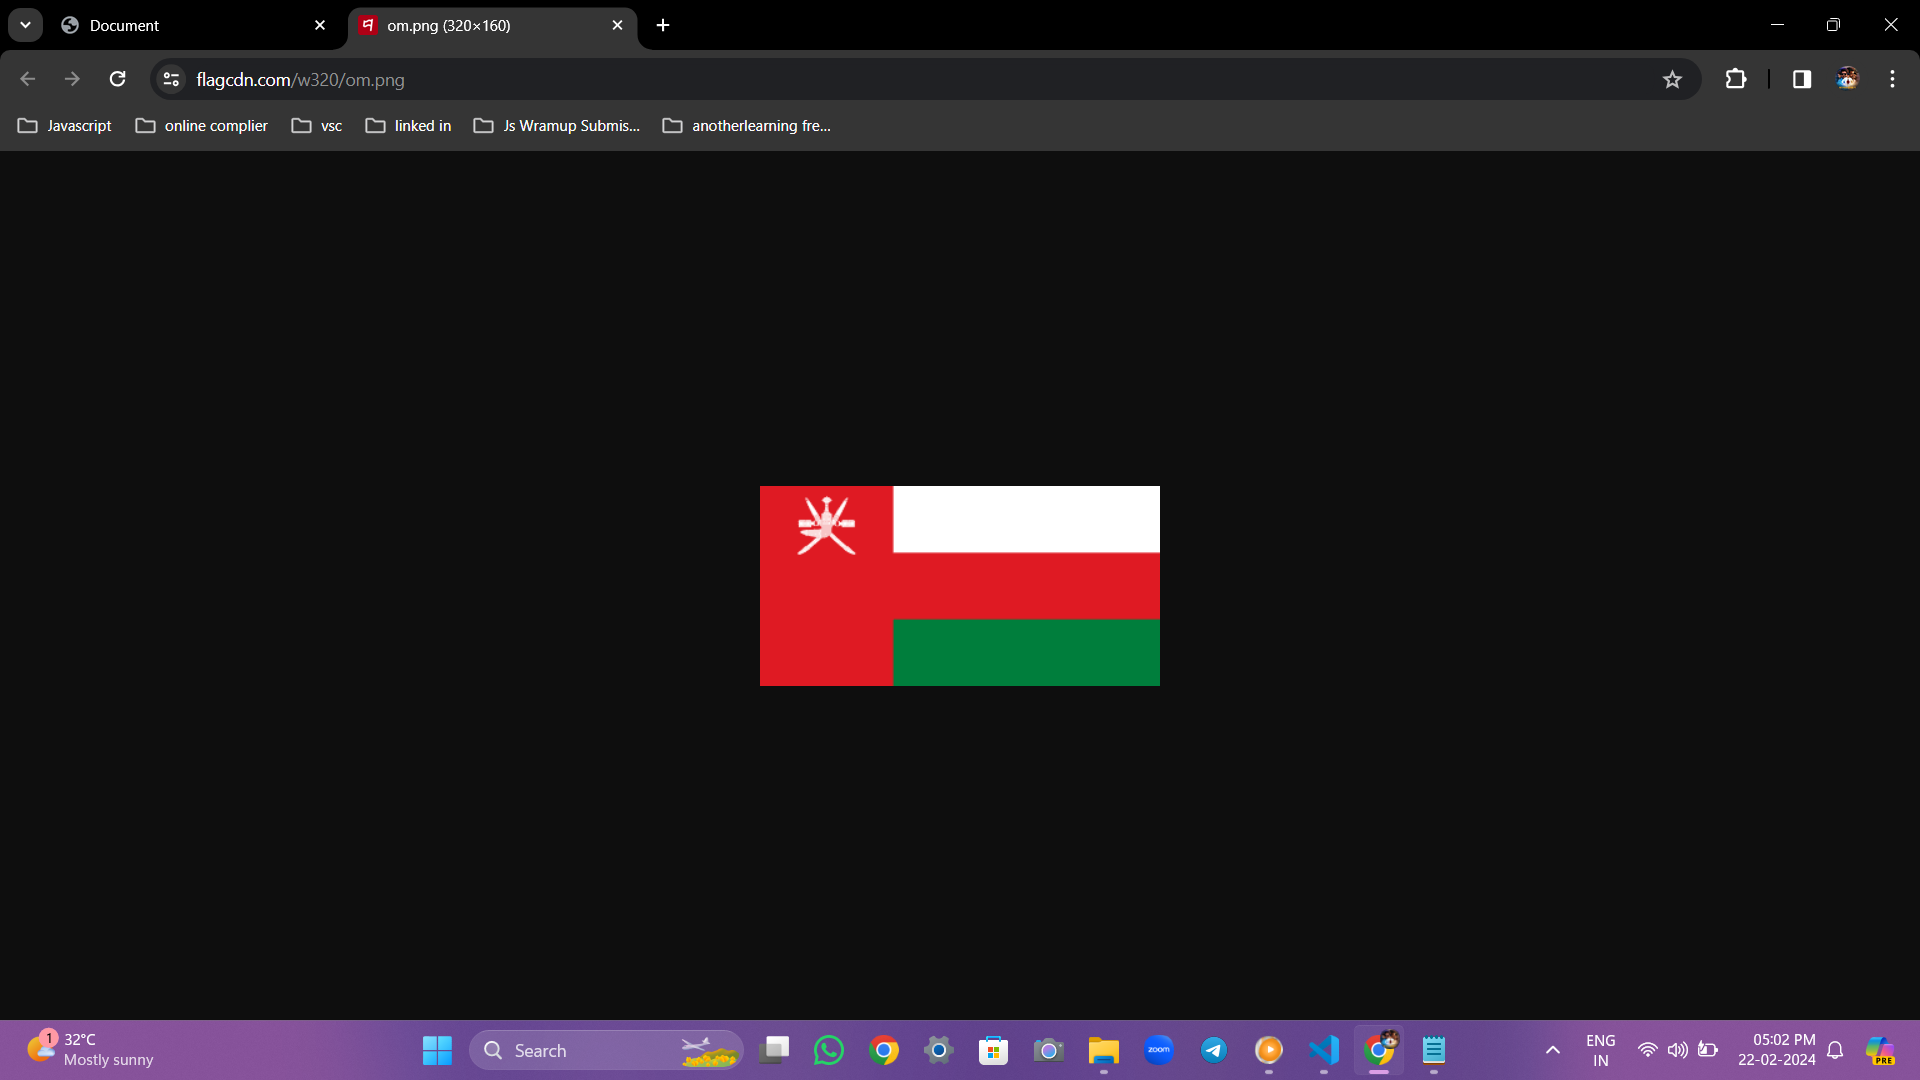 Document
om.png (320×160)
flagcdn.com/w320/om.png
Javascript
online complier
vsc
linked in
Js Wramup Submis...
anotherlearning fre...
1
32°C
Mostly sunny
Search
zoom
ENG
IN
05:02 PM
22-02-2024
PRE